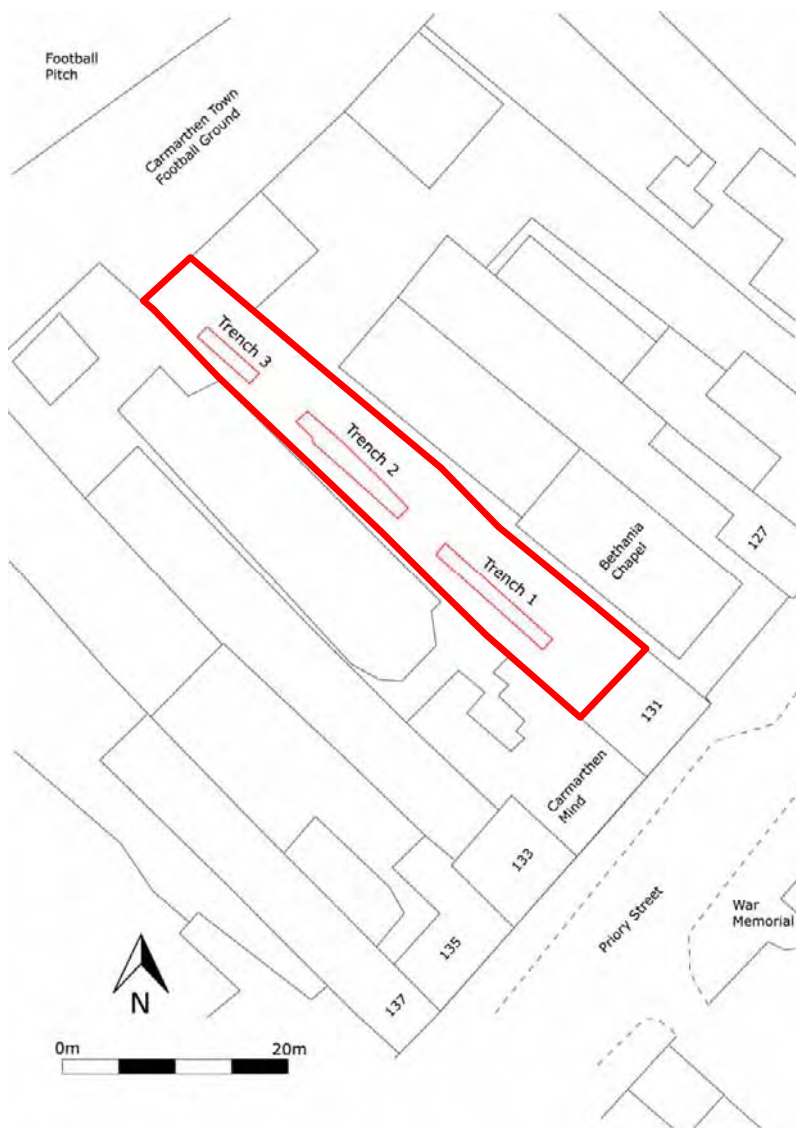 Football
Pitch
Carmarthen Town
Football Ground
Trench 3
Trench 2
Trench 1
Bethania
Chapel
127
131
Carmarthen
Mind
133
135
137
Priory Street
War
Memorial
N
0m
20m